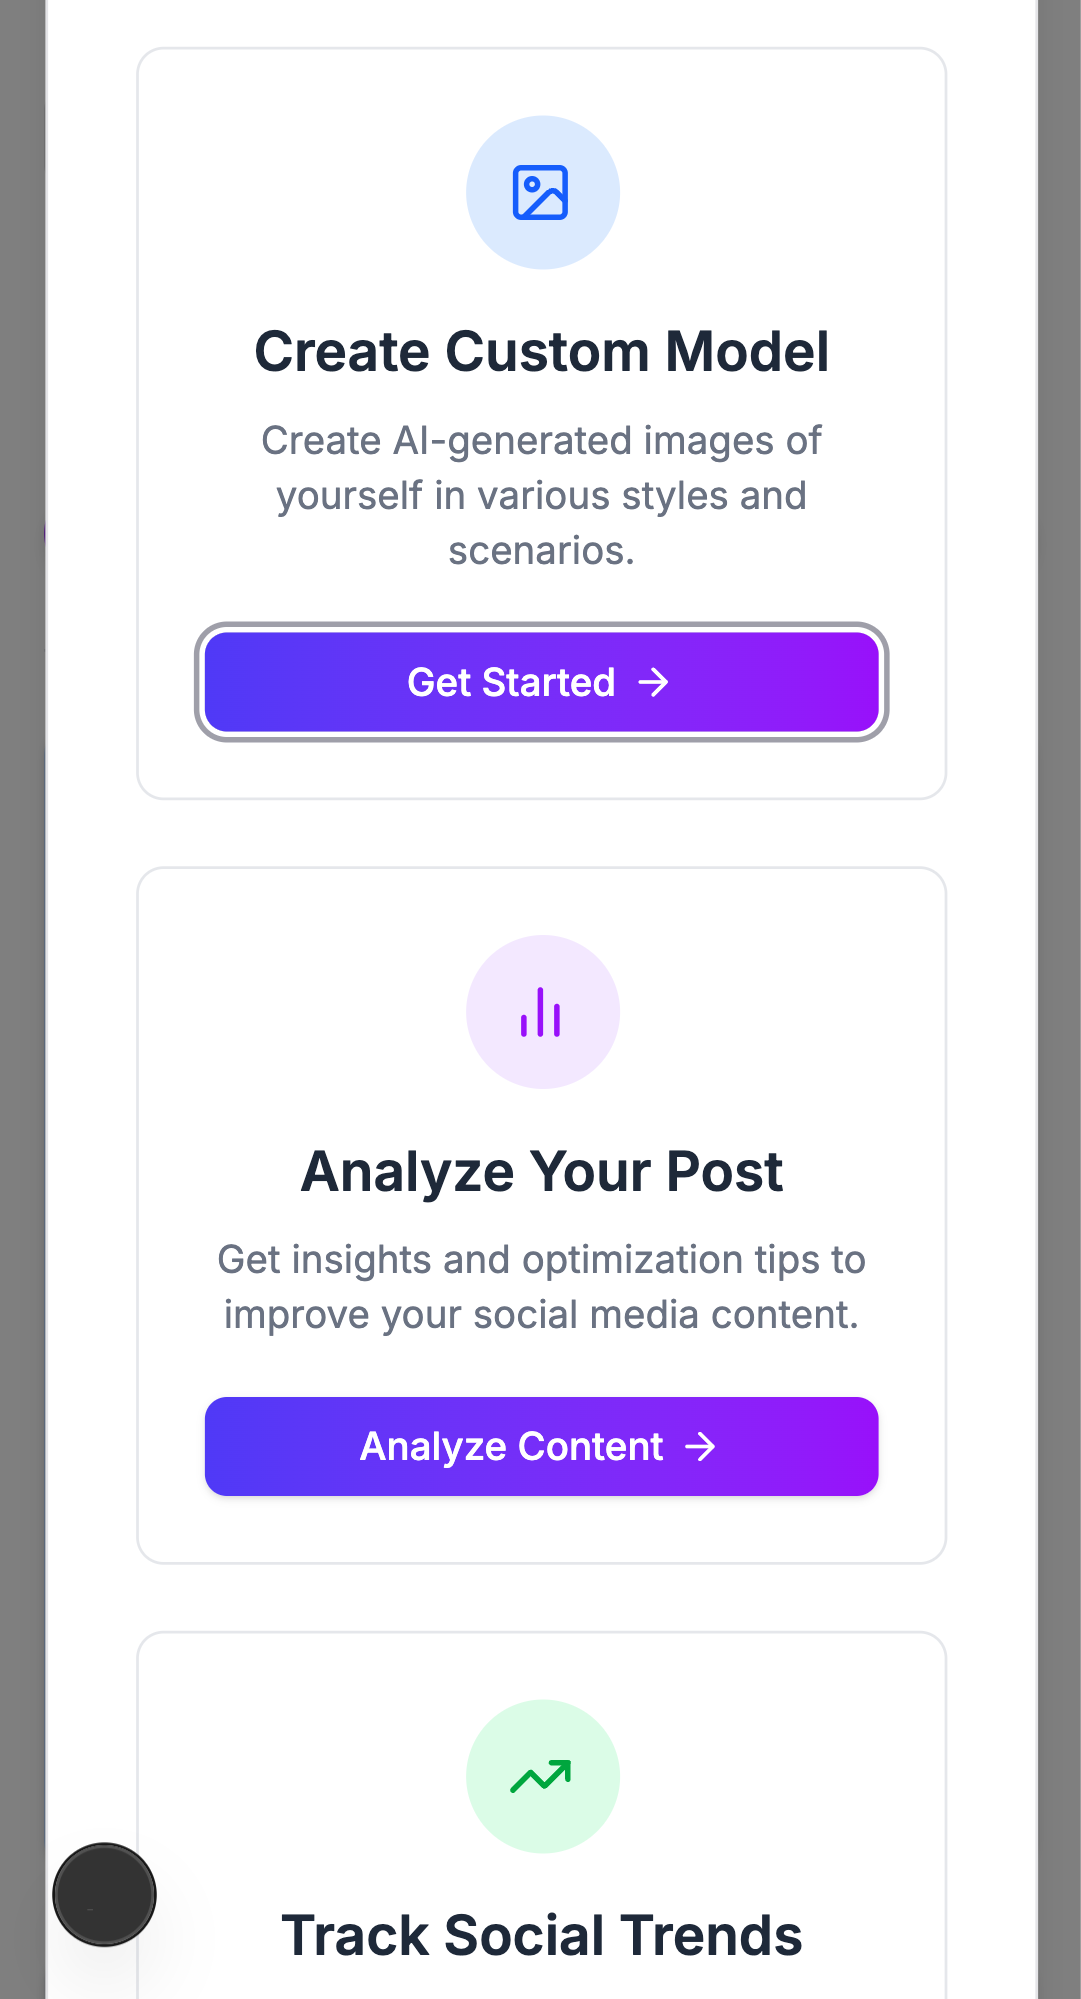 Create Custom Model
Create AI-generated images of
yourself in various styles and
scenarios.
Get Started
Analyze Your Post
Get insights and optimization tips to
improve your social media content.
Analyze Content
Track Social Trends